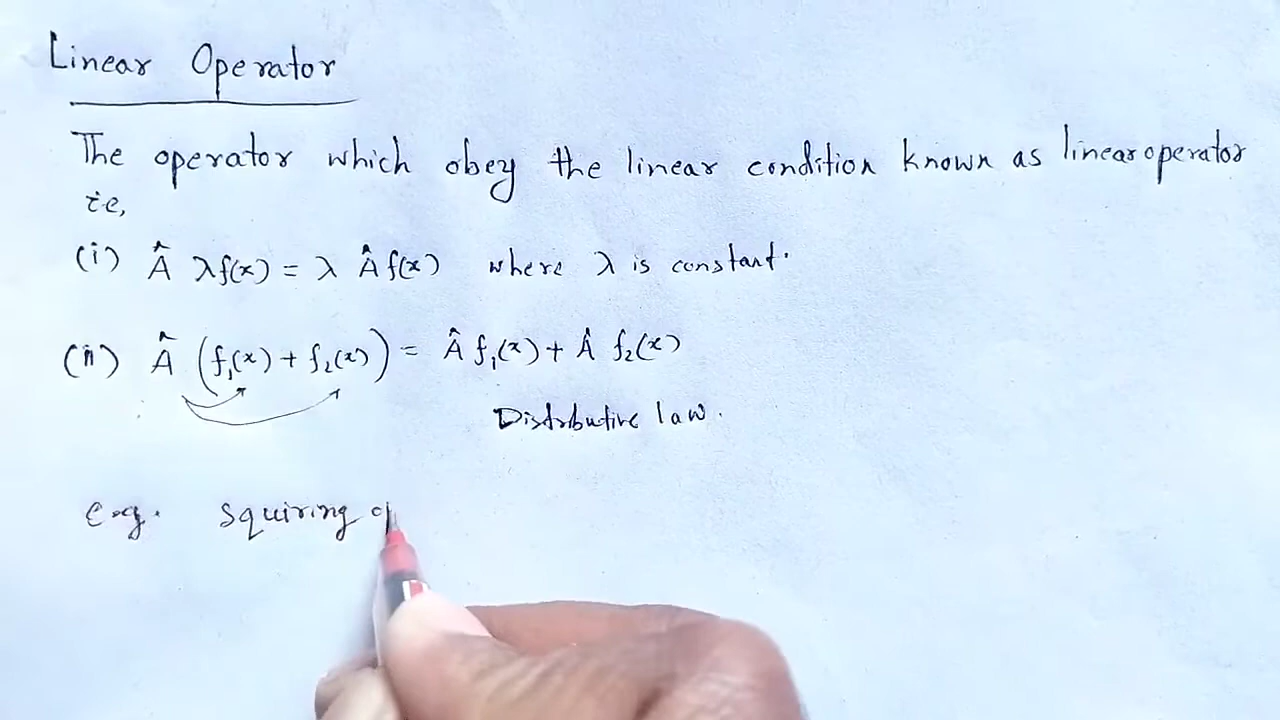 Linear Operator
The operator which obey the linear condition known as linear operator
ie,
(i) Â λf(x) = λ Â f(x) where λ is constant.
(ii) Â (f₁(x) + f₂(x)) = Â f₁(x) + Â f₂(x)
Distributive law.
e.g. squiring o